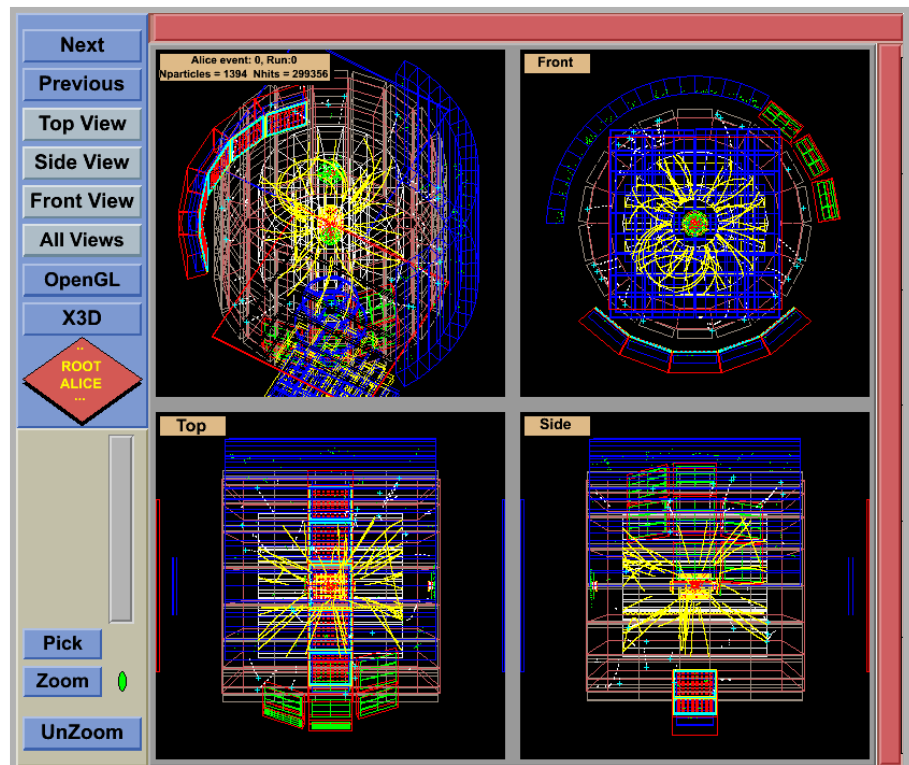 Next
Previous
Top View
Side View
Front View
All Views
OpenGL
X3D
..
ROOT
ALICE
...
Pick
Zoom
UnZoom
Alice event: 0, Run:0
Nparticles = 1394 Nhits = 299356
Front
Top
Side